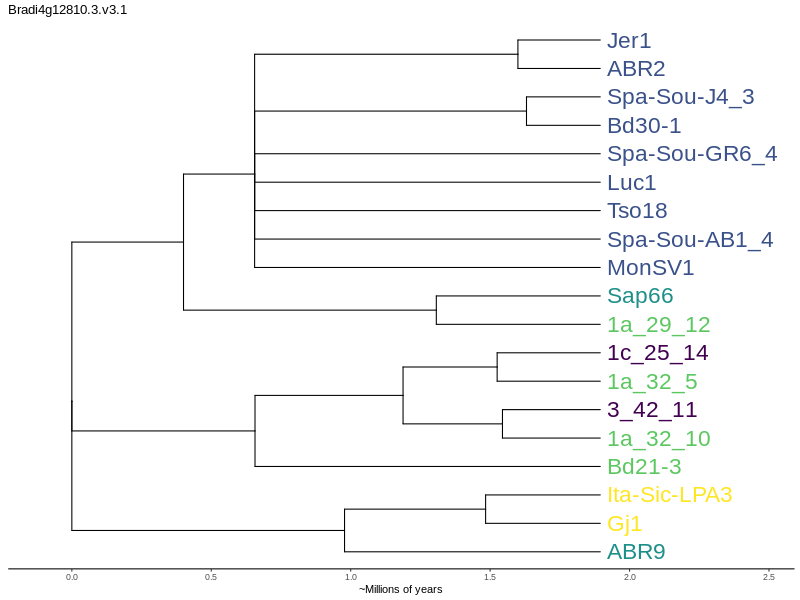 Bradi4g12810.3.v3.1
Jer1
ABR2
Spa-Sou-J4_3
Bd30-1
Spa-Sou-GR6_4
Luc1
Tso18
Spa-Sou-AB1_4
MonSV1
Sap66
1a_29_12
1c_25_14
1a_32_5
3_42_11
1a_32_10
Bd21-3
Ita-Sic-LPA3
Gj1
ABR9
0.0 0.5 1.0 1.5 2.0 2.5
~Millions of years